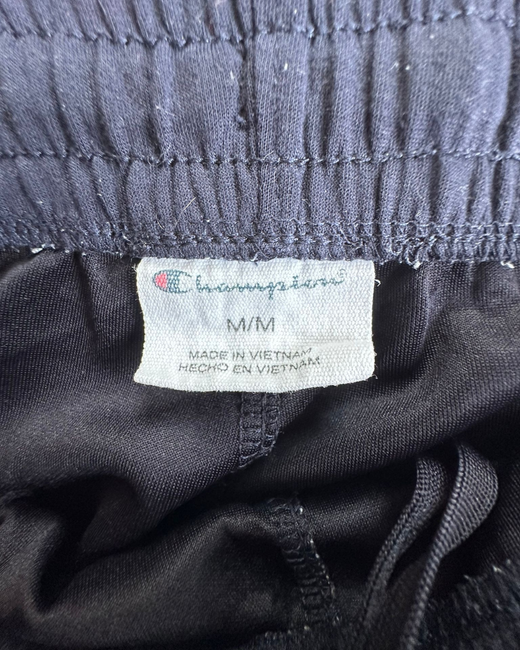 Champion
M/M
MADE IN VIETNAM
HECHO EN VIETNAM